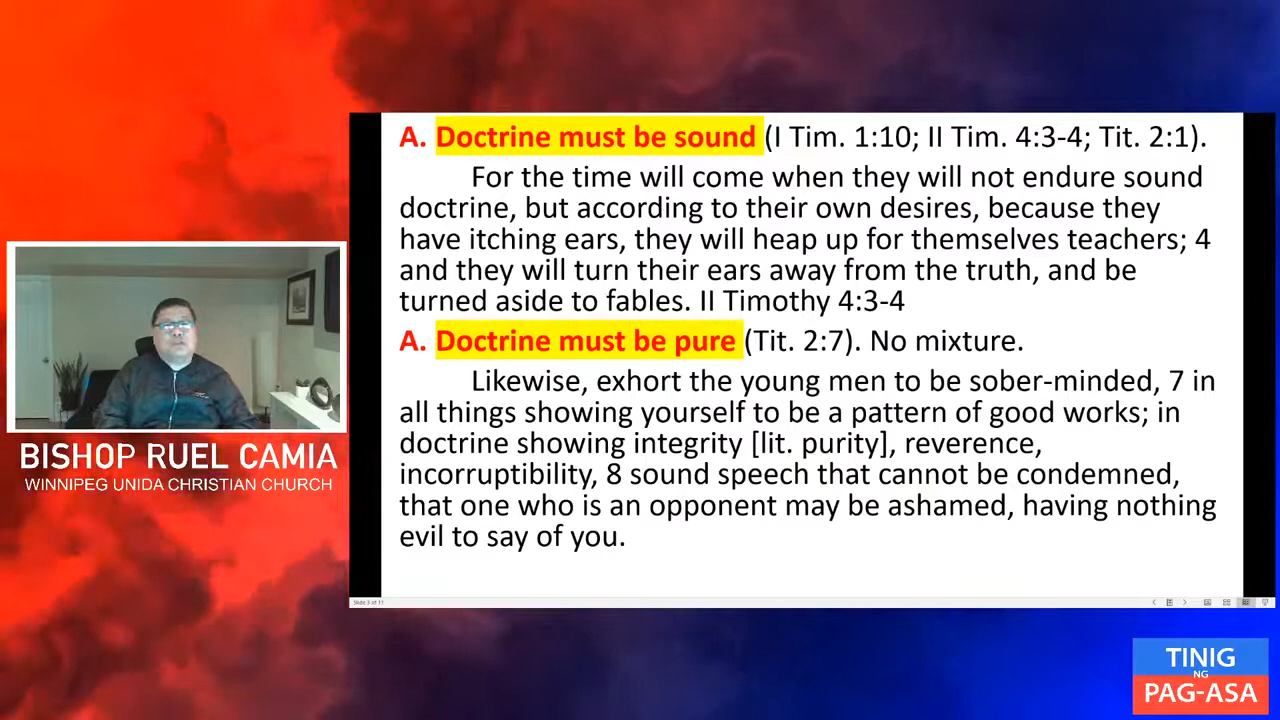 A. Doctrine must be sound (I Tim. 1:10; II Tim. 4:3-4; Tit. 2:1).
For the time will come when they will not endure sound
doctrine, but according to their own desires, because they
have itching ears, they will heap up for themselves teachers; 4
and they will turn their ears away from the truth, and be
turned aside to fables. II Timothy 4:3-4
A. Doctrine must be pure (Tit. 2:7). No mixture.
Likewise, exhort the young men to be sober-minded, 7 in
all things showing yourself to be a pattern of good works; in
doctrine showing integrity [lit. purity], reverence,
incorruptibility, 8 sound speech that cannot be condemned,
that one who is an opponent may be ashamed, having nothing
evil to say of you.
Slide 3 of 11
BISHOP RUEL CAMIA
WINNIPEG UNIDA CHRISTIAN CHURCH
TINIG
NG
PAG-ASA